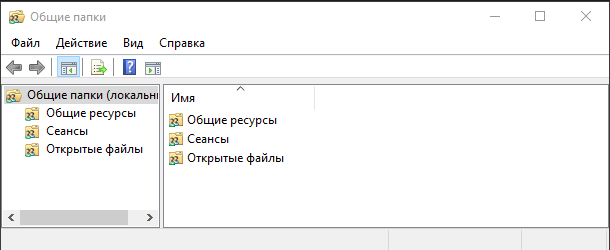 Общие папки
Файл Действие Вид Справка
Общие папки (локальн
Общие ресурсы
Сеансы
Открытые файлы
Имя
Общие ресурсы
Сеансы
Открытые файлы